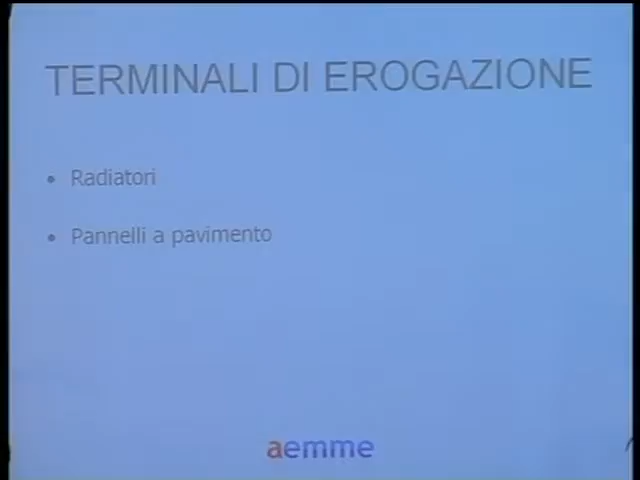 TERMINALI DI EROGAZIONE
• Radiatori
• Pannelli a pavimento
aemme